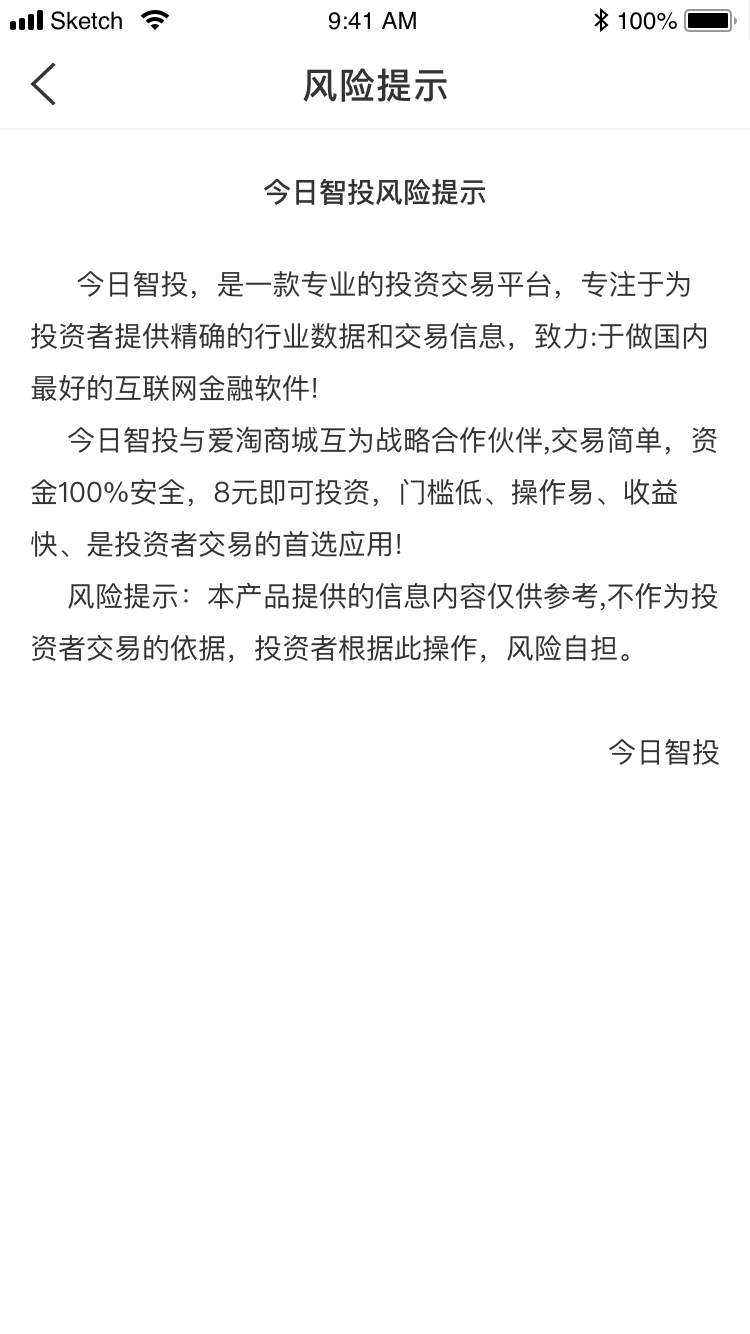 Sketch 9:41 AM 100%
风险提示
今日智投风险提示
今日智投，是一款专业的投资交易平台，专注于为
投资者提供精确的行业数据和交易信息，致力:于做国内
最好的互联网金融软件!
今日智投与爱淘商城互为战略合作伙伴,交易简单，资
金100%安全，8元即可投资，门槛低、操作易、收益
快、是投资者交易的首选应用!
风险提示：本产品提供的信息内容仅供参考,不作为投
资者交易的依据，投资者根据此操作，风险自担。
今日智投